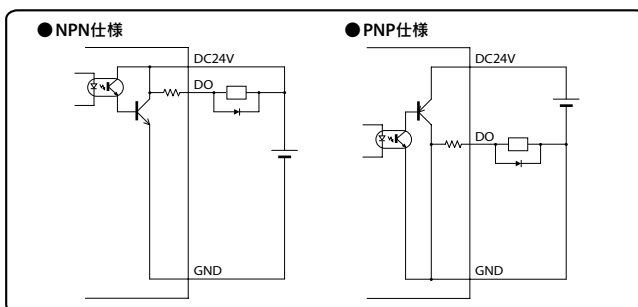 ●NPN仕様
DC24V
DO
GND
●PNP仕様
DC24V
DO
GND